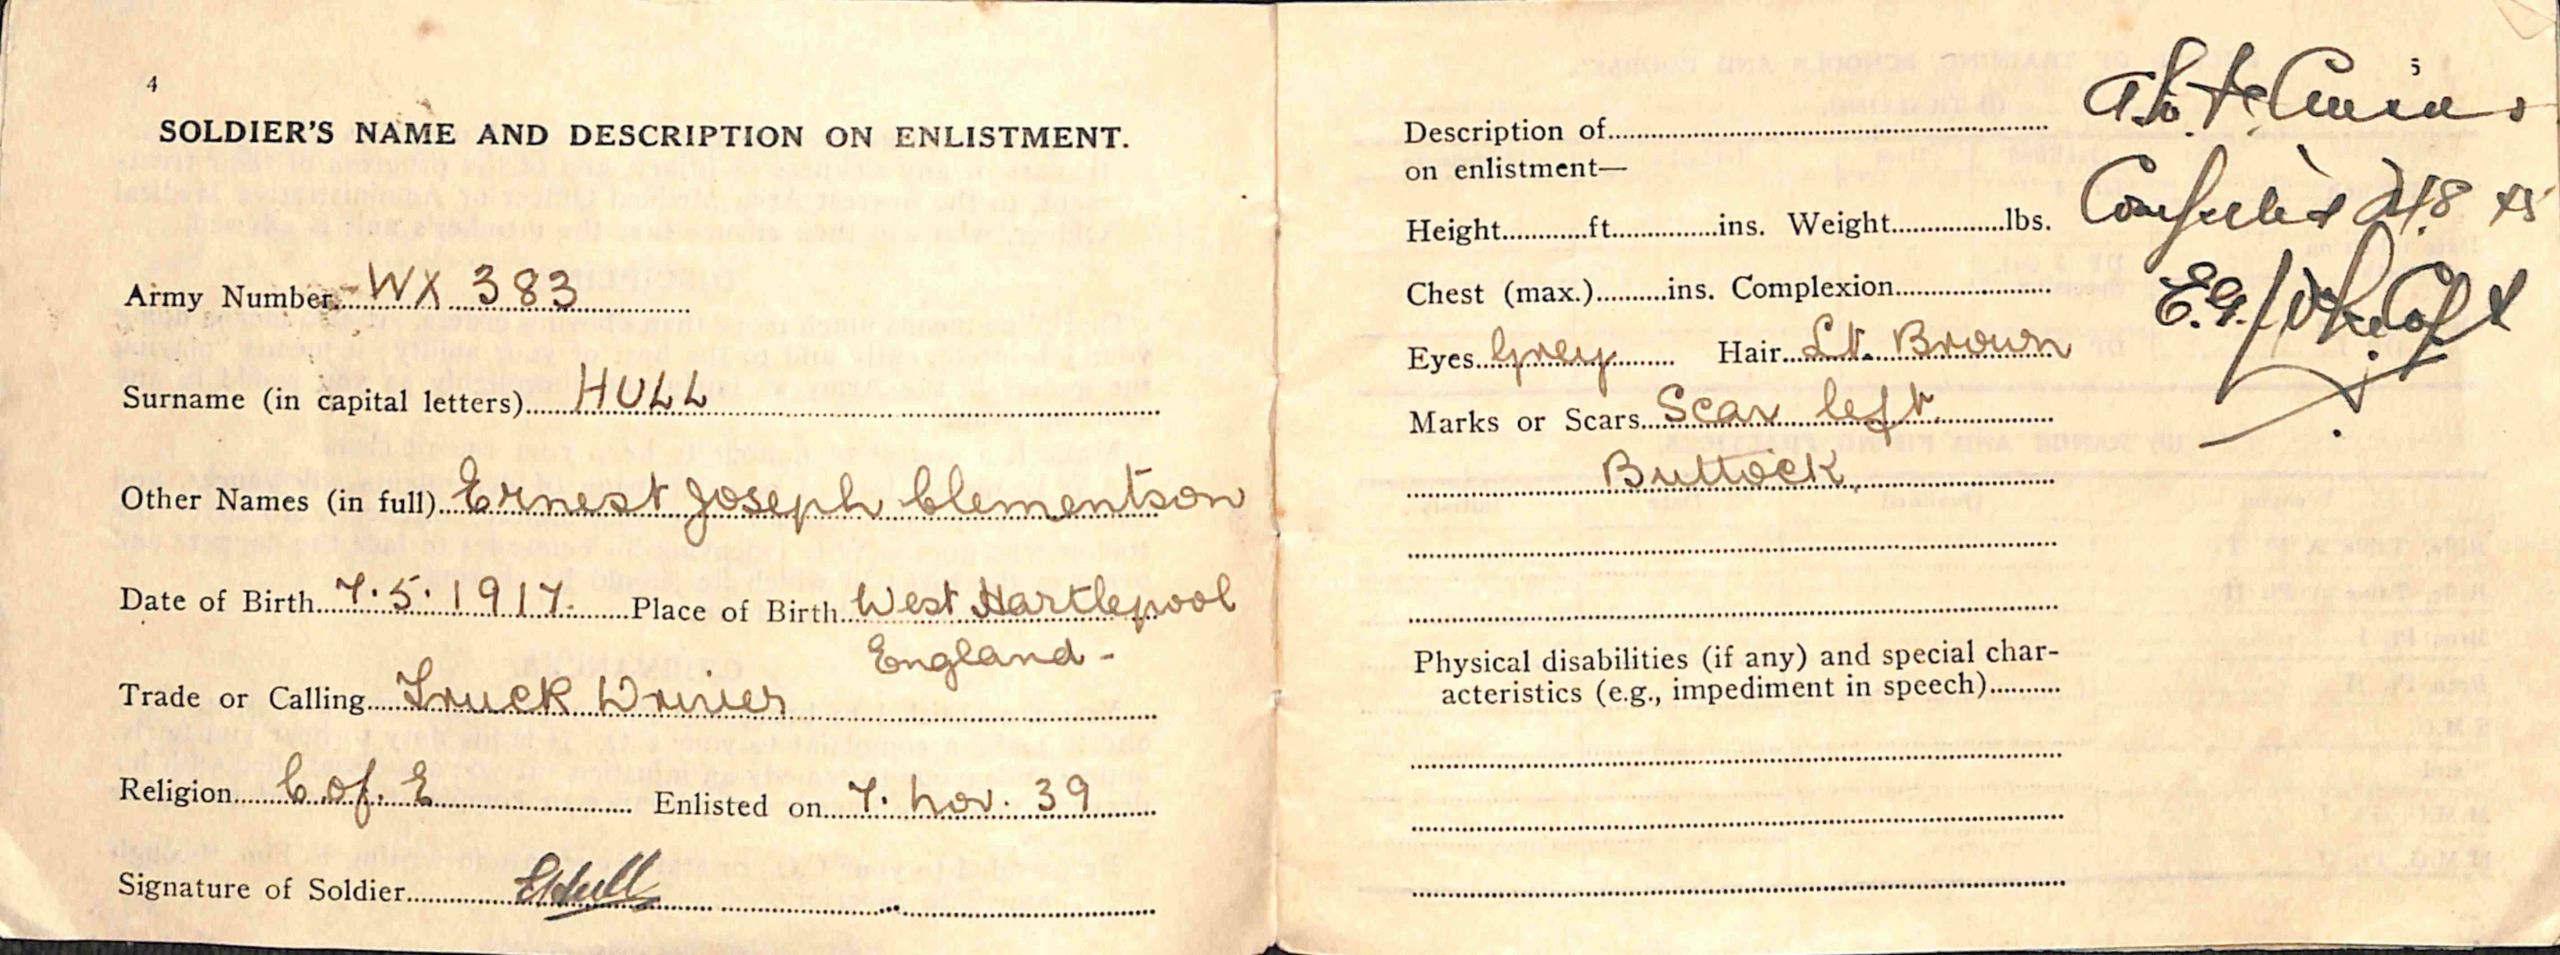 4
SOLDIER'S NAME AND DESCRIPTION ON ENLISTMENT.
Army Number WX 383
Surname (in capital letters) HULL
Other Names (in full) Ernest Joseph Clementson
Date of Birth 7.5.1917. Place of Birth West Hartlepool
England -
Trade or Calling Truck Driver
Religion C of. E Enlisted on 7. Nov. 39
Signature of Soldier EHull
5
Description of
on enlistment—
Height ft. ins. Weight lbs.
Chest (max.) ins. Complexion
Eyes Grey Hair Lt. Brown
Marks or Scars Scar left
Buttock
Physical disabilities (if any) and special char-
acteristics (e.g., impediment in speech)
Completed